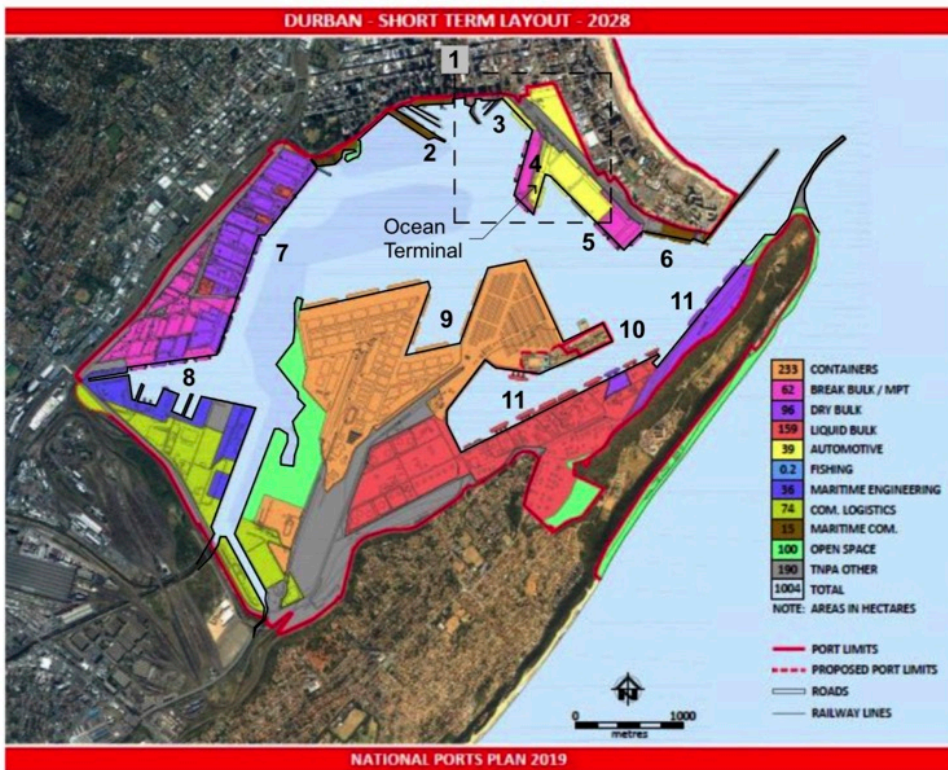 DURBAN - SHORT TERM LAYOUT - 2028
1
2
3
4
Ocean
Terminal
5
6
7
8
9
10
11
11
233 CONTAINERS
62 BREAK BULK / MPT
96 DRY BULK
159 LIQUID BULK
39 AUTOMOTIVE
0.2 FISHING
36 MARITIME ENGINEERING
74 COM. LOGISTICS
15 MARITIME COM.
100 OPEN SPACE
190 TNPA OTHER
1004 TOTAL
NOTE: AREAS IN HECTARES
PORT LIMITS
PROPOSED PORT LIMITS
ROADS
RAILWAY LINES
N
0 1000
metres
NATIONAL PORTS PLAN 2019